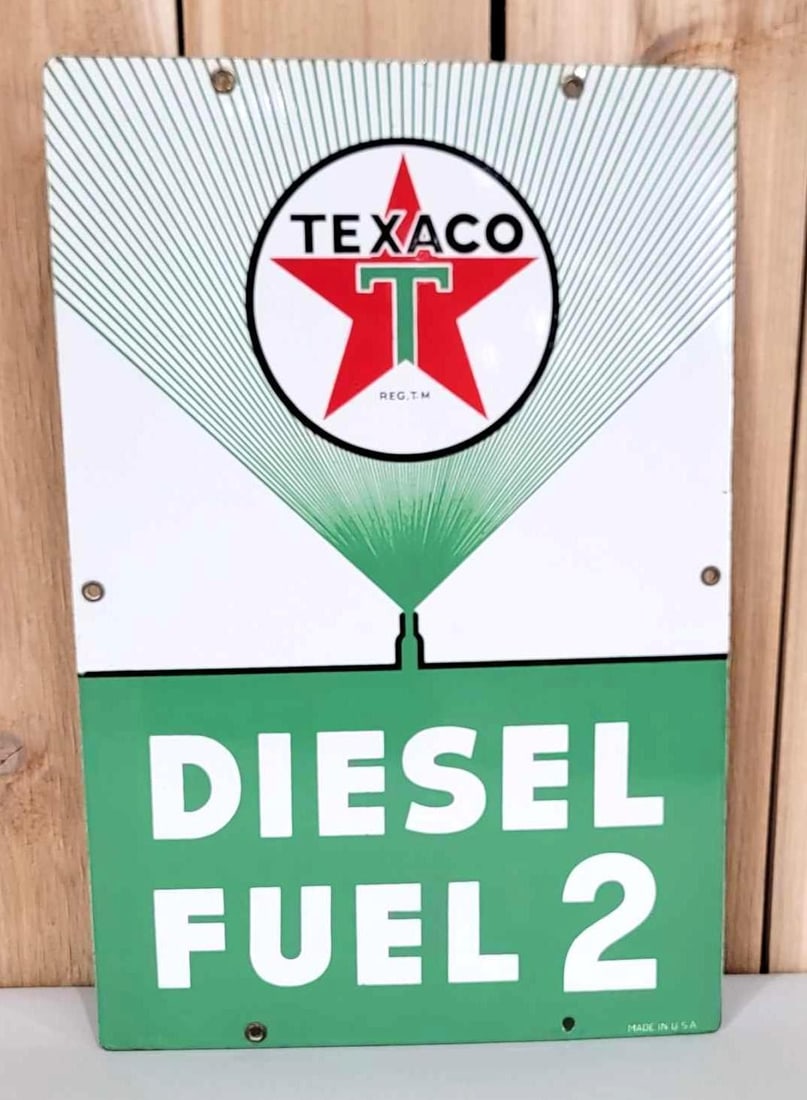 TEXACO
T
REG. T. M
DIESEL
FUEL 2
MADE IN U S A